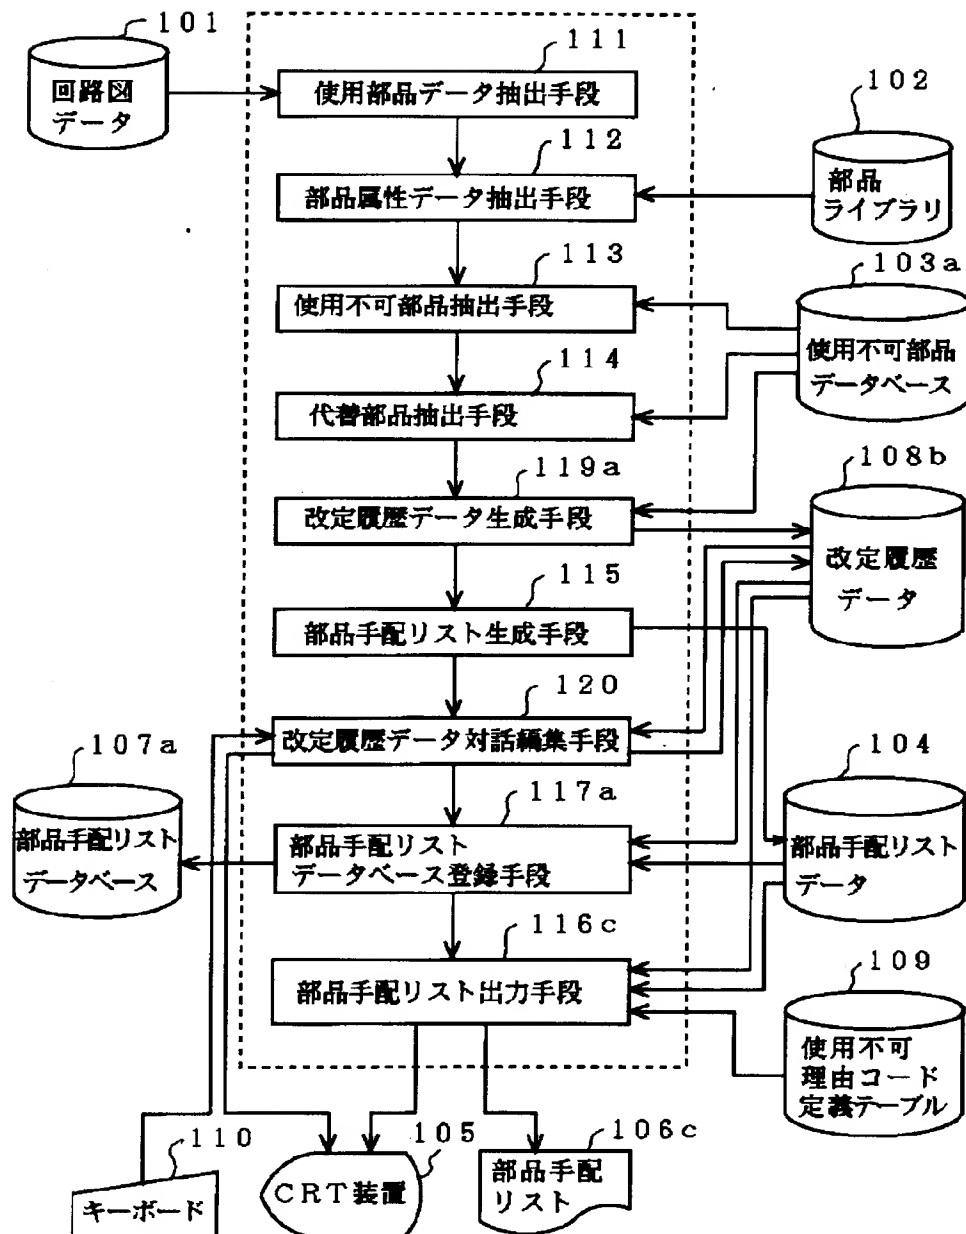 101
回路図
データ
111
使用部品データ抽出手段
102
部品
ライブラリ
112
部品属性データ抽出手段
113
使用不可部品抽出手段
103a
使用不可部品
データベース
114
代替部品抽出手段
119a
改定履歴データ生成手段
108b
改定履歴
データ
115
部品手配リスト生成手段
120
改定履歴データ対話編集手段
107a
部品手配リスト
データベース
117a
部品手配リスト
データベース登録手段
104
部品手配リスト
データ
116c
部品手配リスト出力手段
109
使用不可
理由コード
定義テーブル
110
キーボード
105
CRT装置
106c
部品手配
リスト